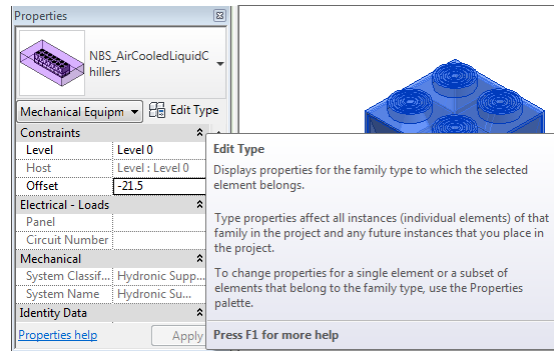 Properties
NBS_AirCooledLiquidC
hillers
Mechanical Equipm
Edit Type
Constraints
Level Level 0
Host Level : Level 0
Offset -21.5
Electrical - Loads
Panel
Circuit Number
Mechanical
System Classif... Hydronic Supp...
System Name Hydronic Su...
Identity Data
Properties help
Apply
Edit Type
Displays properties for the family type to which the selected
element belongs.
Type properties affect all instances (individual elements) of that
family in the project and any future instances that you place in
the project.
To change properties for a single element or a subset of
elements that belong to the family type, use the Properties
palette.
Press F1 for more help